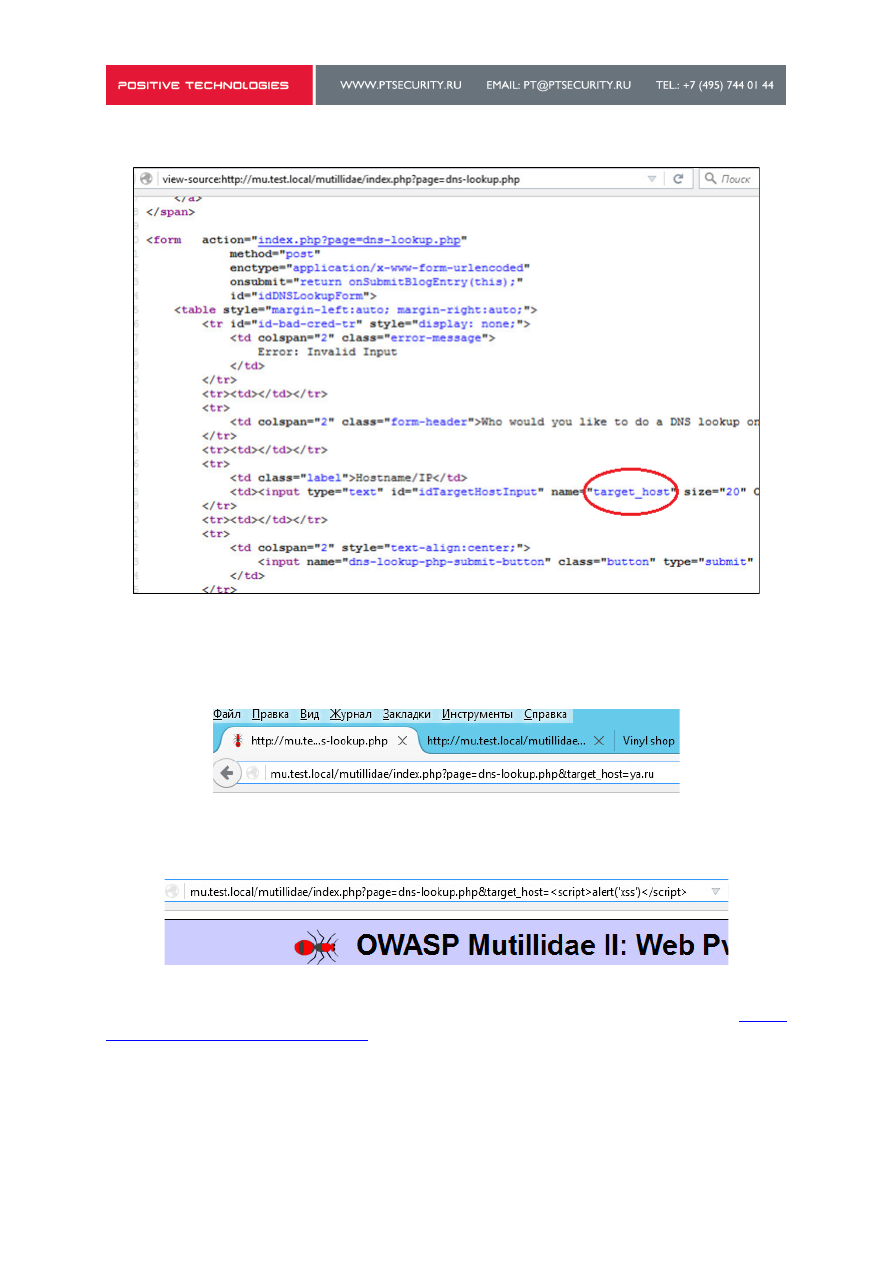 POSITIVE TECHNOLOGIES WWW.PTSECURITY.RU EMAIL: PT@PTSECURITY.RU TEL.: +7 (495) 744 01 44
view-source:http://mu.test.local/mutillidae/index.php?page=dns-lookup.php Поиск
</a>
</span>
<form action="index.php?page=dns-lookup.php"
method="post"
enctype="application/x-www-form-urlencoded"
onsubmit="return onSubmitBlogEntry(this);"
id="idDNSLookupForm">
<table style="margin-left:auto; margin-right:auto;">
<tr id="id-bad-cred-tr" style="display: none;">
<td colspan="2" class="error-message">
Error: Invalid Input
</td>
</tr>
<tr><td></td></tr>
<tr>
<td colspan="2" class="form-header">Who would you like to do a DNS lookup on
</tr>
<tr><td></td></tr>
<tr>
<td class="label">Hostname/IP</td>
<td><input type="text" id="idTargetHostInput" name="target_host" size="20"
</tr>
<tr><td></td></tr>
<tr>
<td colspan="2" style="text-align:center;">
<input name="dns-lookup-php-submit-button" class="button" type="submit"
</td>
</tr>
Файл Правка Вид Журнал Закладки Инструменты Справка
http://mu.te...s-lookup.php http://mu.test.local/mutillidae... Vinyl shop
mu.test.local/mutillidae/index.php?page=dns-lookup.php&target_host=ya.ru
mu.test.local/mutillidae/index.php?page=dns-lookup.php&target_host=<script>alert('xss')</script>
OWASP Mutillidae II: Web